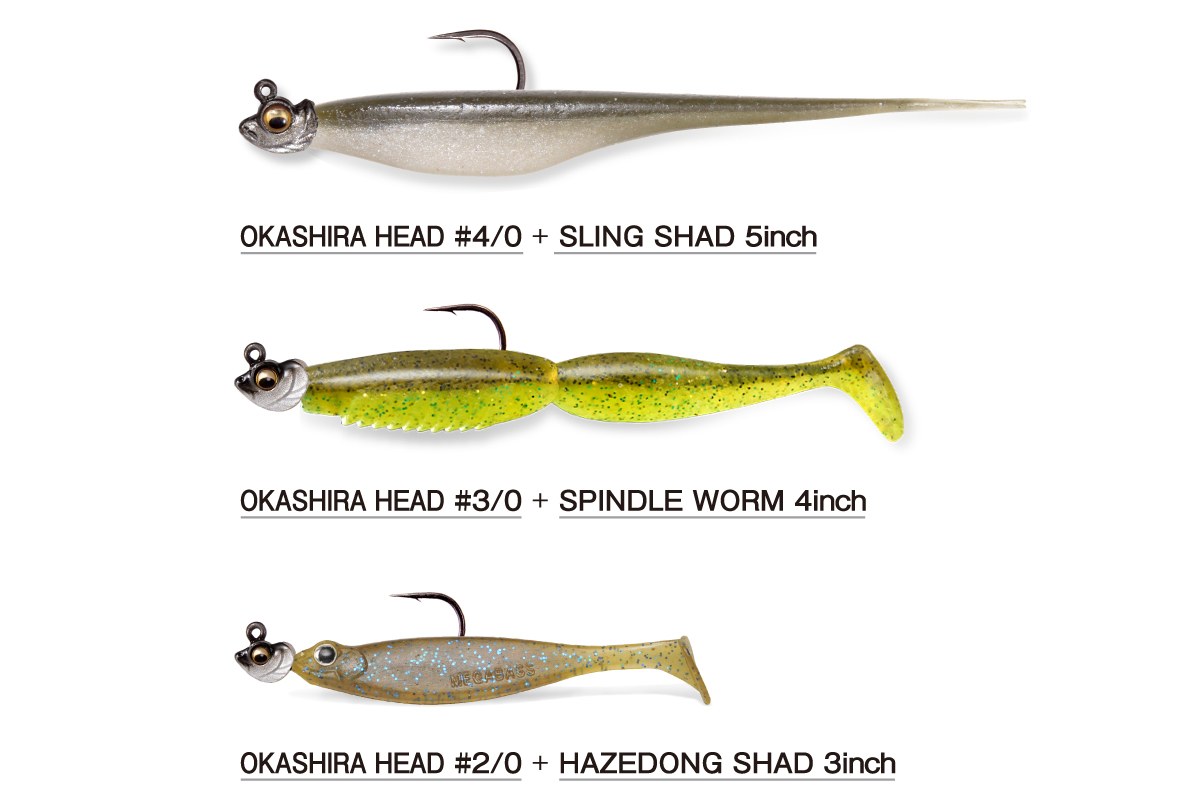 OKASHIRA HEAD #4/0 + SLING SHAD 5inch
OKASHIRA HEAD #3/0 + SPINDLE WORM 4inch
MEGABASS
OKASHIRA HEAD #2/0 + HAZEDONG SHAD 3inch